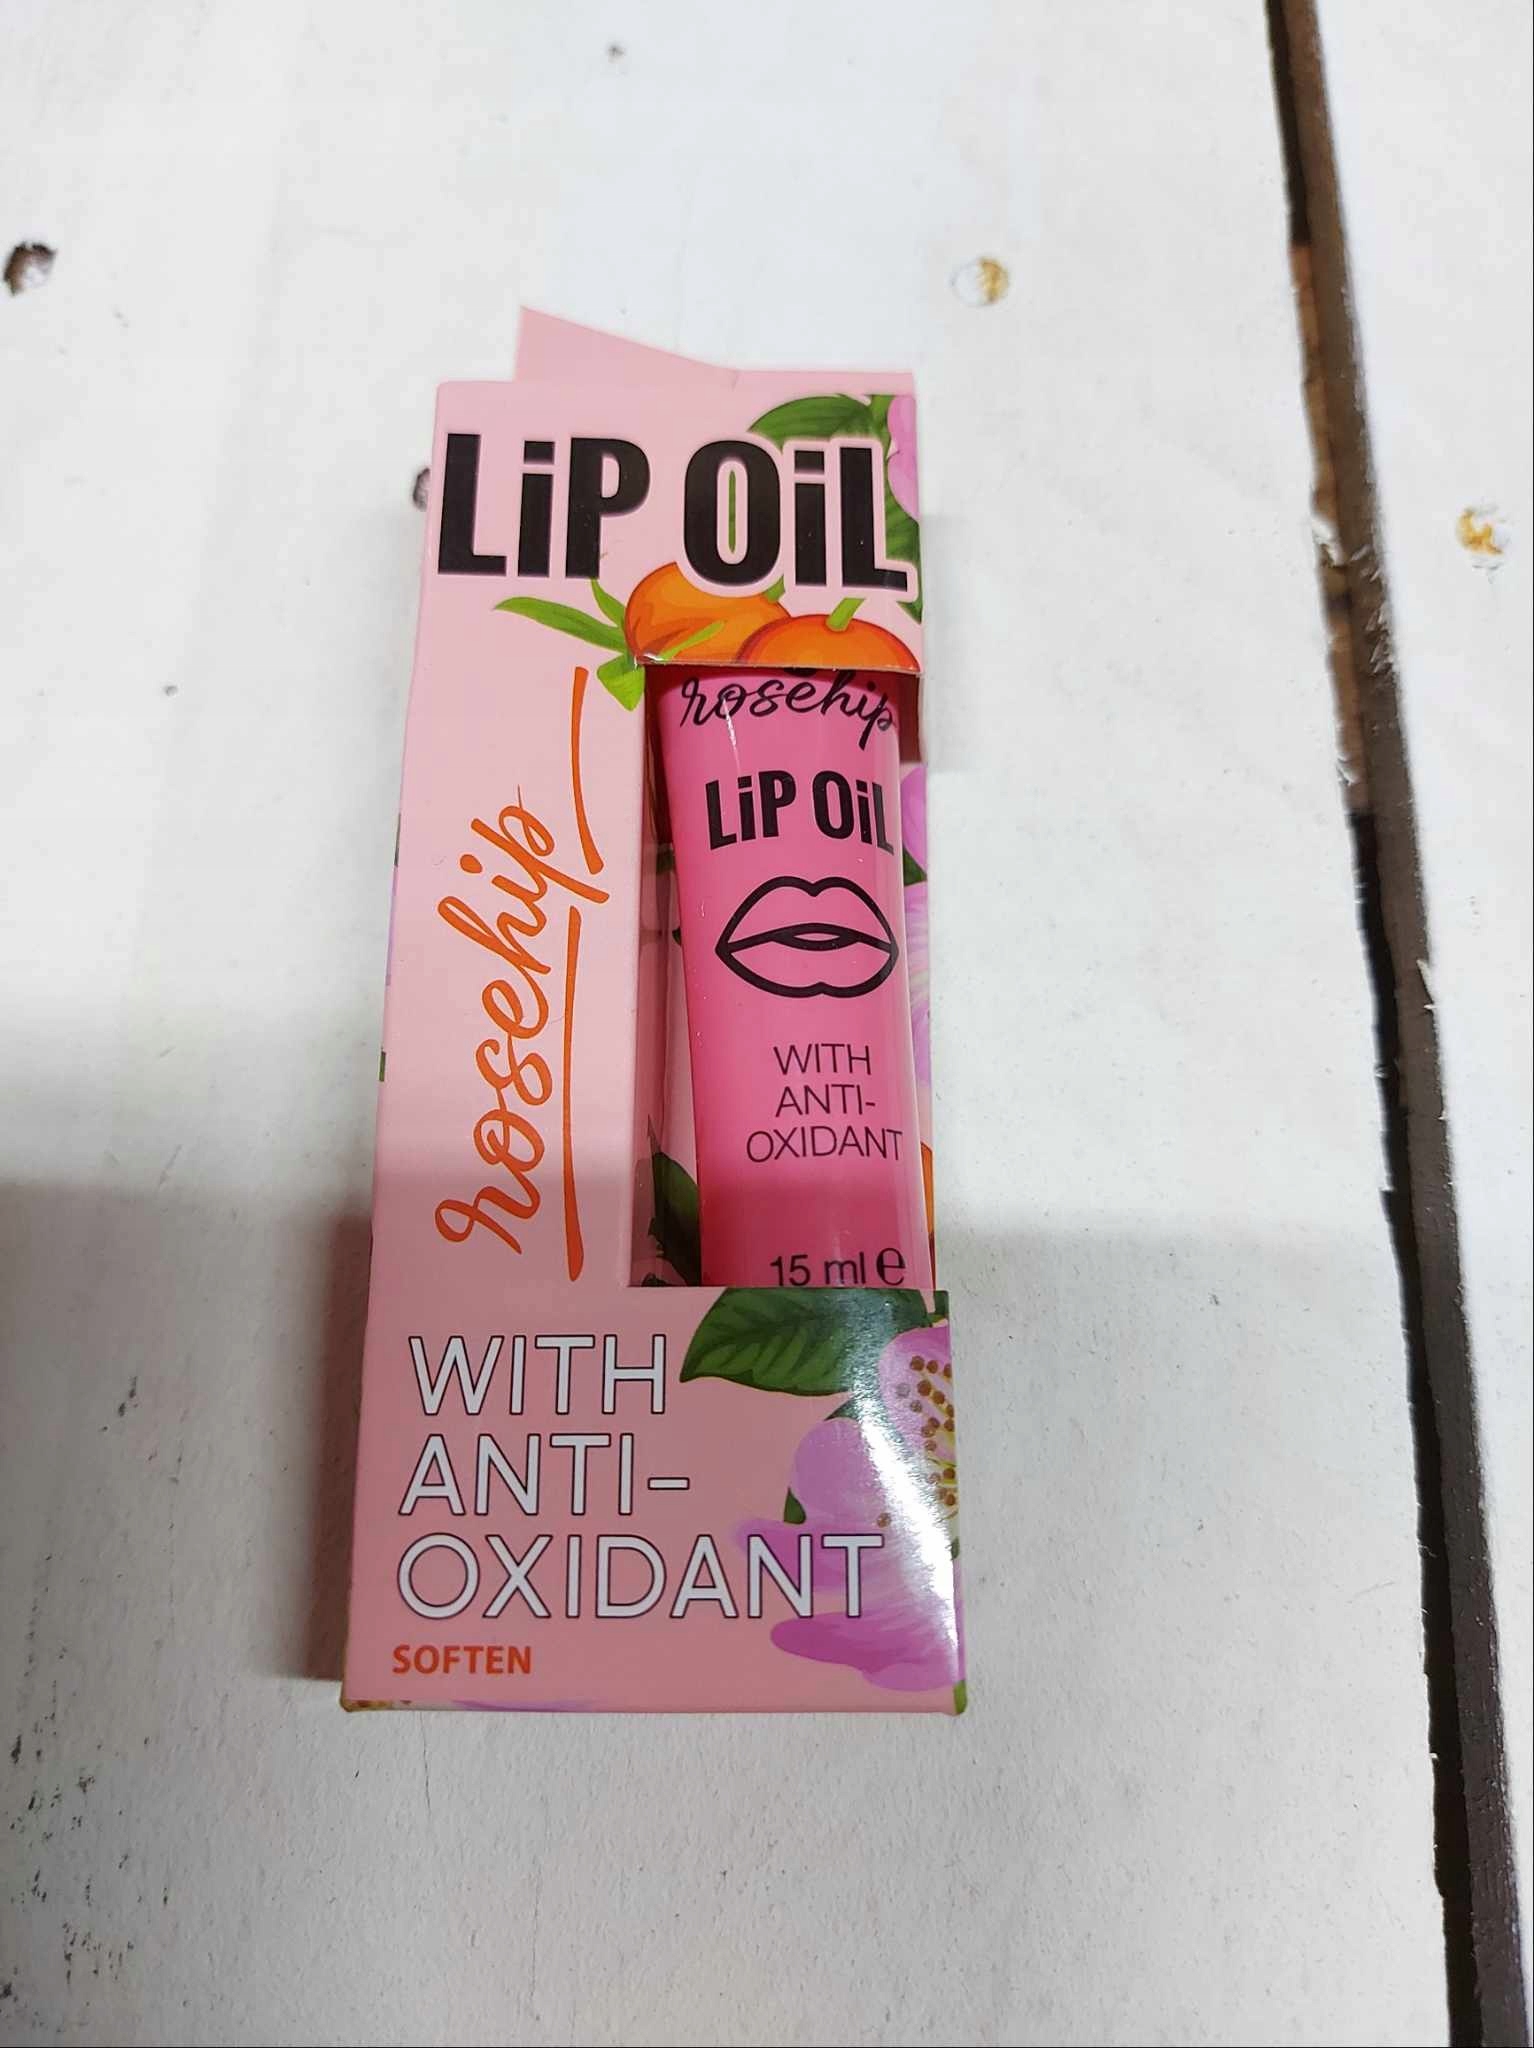 LiP OiL
rosehip
rosehip
LiP OiL
WITH
ANTI-
OXIDANT
15 ml e
WITH
ANTI-
OXIDANT
SOFTEN